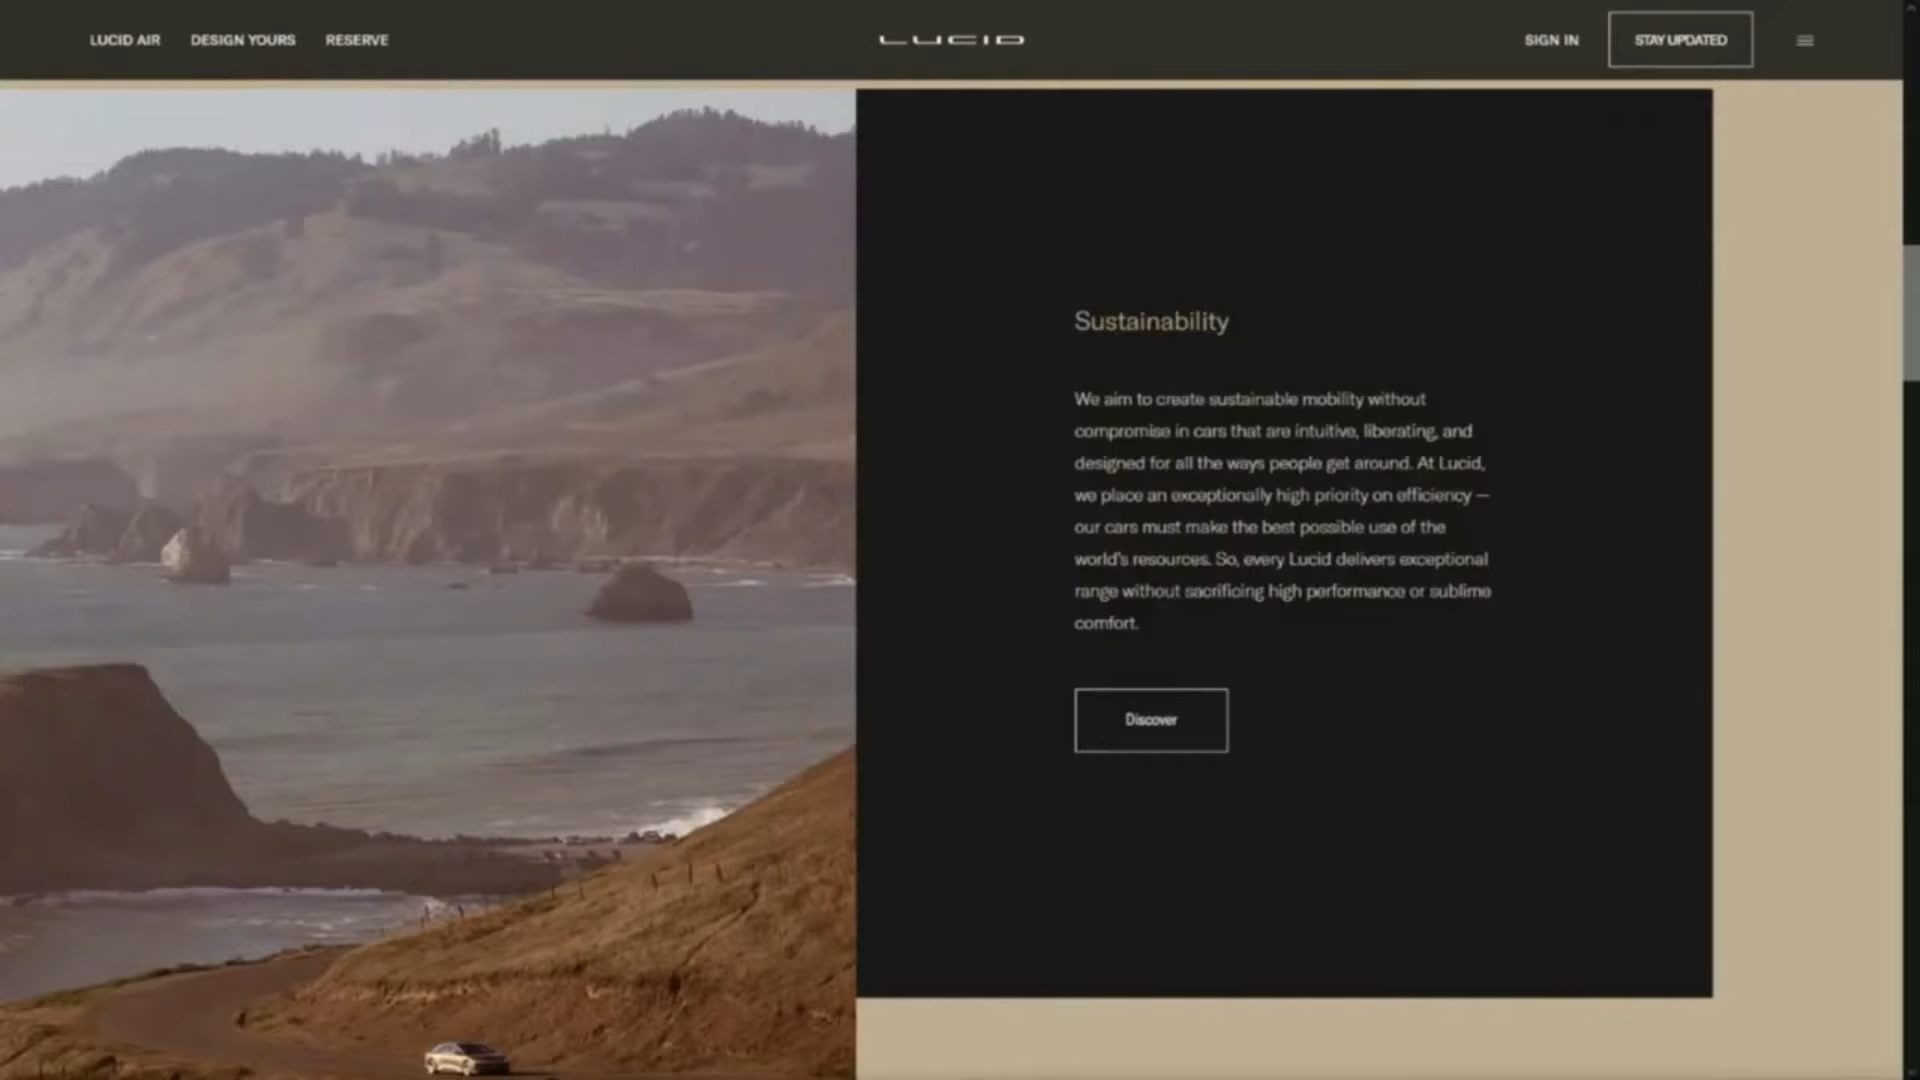 LUCID AIR
DESIGN YOURS
RESERVE
LUCID
SIGN IN
STAY UPDATED
Sustainability
We aim to create sustainable mobility without
compromise in cars that are intuitive, liberating, and
designed for all the ways people get around. At Lucid,
we place an exceptionally high priority on efficiency —
our cars must make the best possible use of the
world's resources. So, every Lucid delivers exceptional
range without sacrificing high performance or sublime
comfort.
Discover